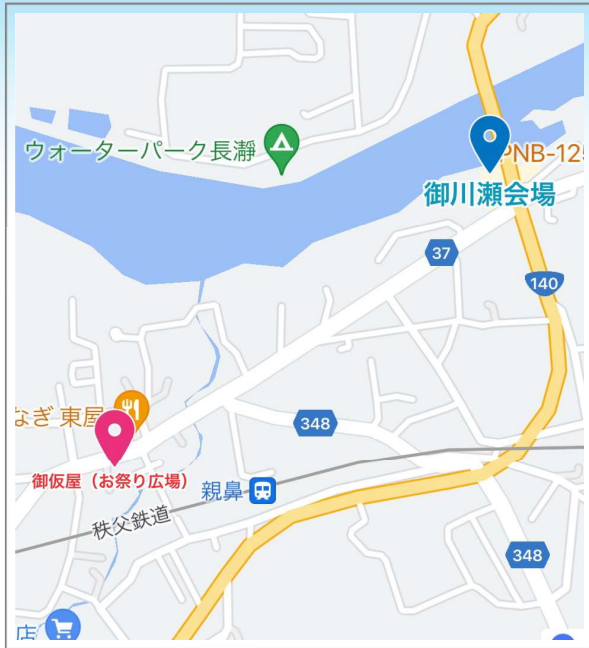 ウォーターパーク長瀞
PNB-125
御川瀬会場
37
140
なぎ 東屋
348
御仮屋（お祭り広場）
親鼻
秩父鉄道
348
店